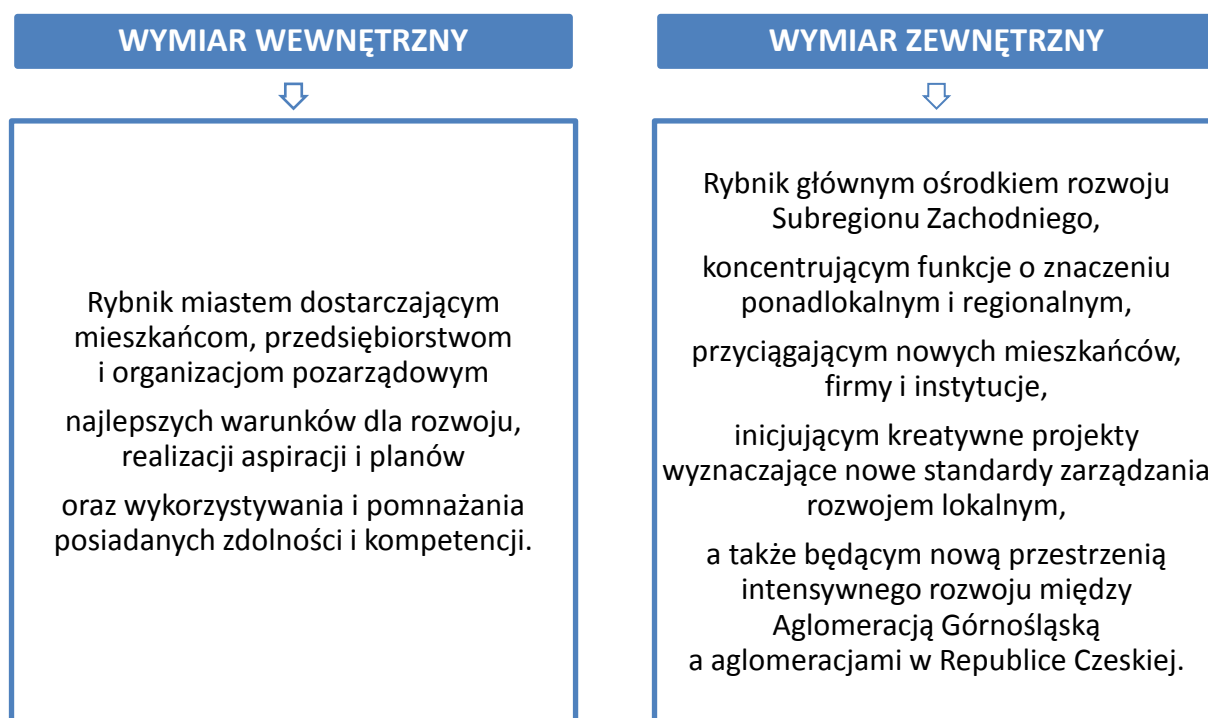 WYMIAR WEWNĘTRZNY
Rybnik miastem dostarczającym
mieszkańcom, przedsiębiorstwom
i organizacjom pozarządowym
najlepszych warunków dla rozwoju,
realizacji aspiracji i planów
oraz wykorzystywania i pomnażania
posiadanych zdolności i kompetencji.
WYMIAR ZEWNĘTRZNY
Rybnik głównym ośrodkiem rozwoju
Subregionu Zachodniego,
koncentrującym funkcje o znaczeniu
ponadlokalnym i regionalnym,
przyciągającym nowych mieszkańców,
firmy i instytucje,
inicjującym kreatywne projekty
wyznaczające nowe standardy zarządzania
rozwojem lokalnym,
a także będącym nową przestrzenią
intensywnego rozwoju między
Aglomeracją Górnośląską
a aglomeracjami w Republice Czeskiej.